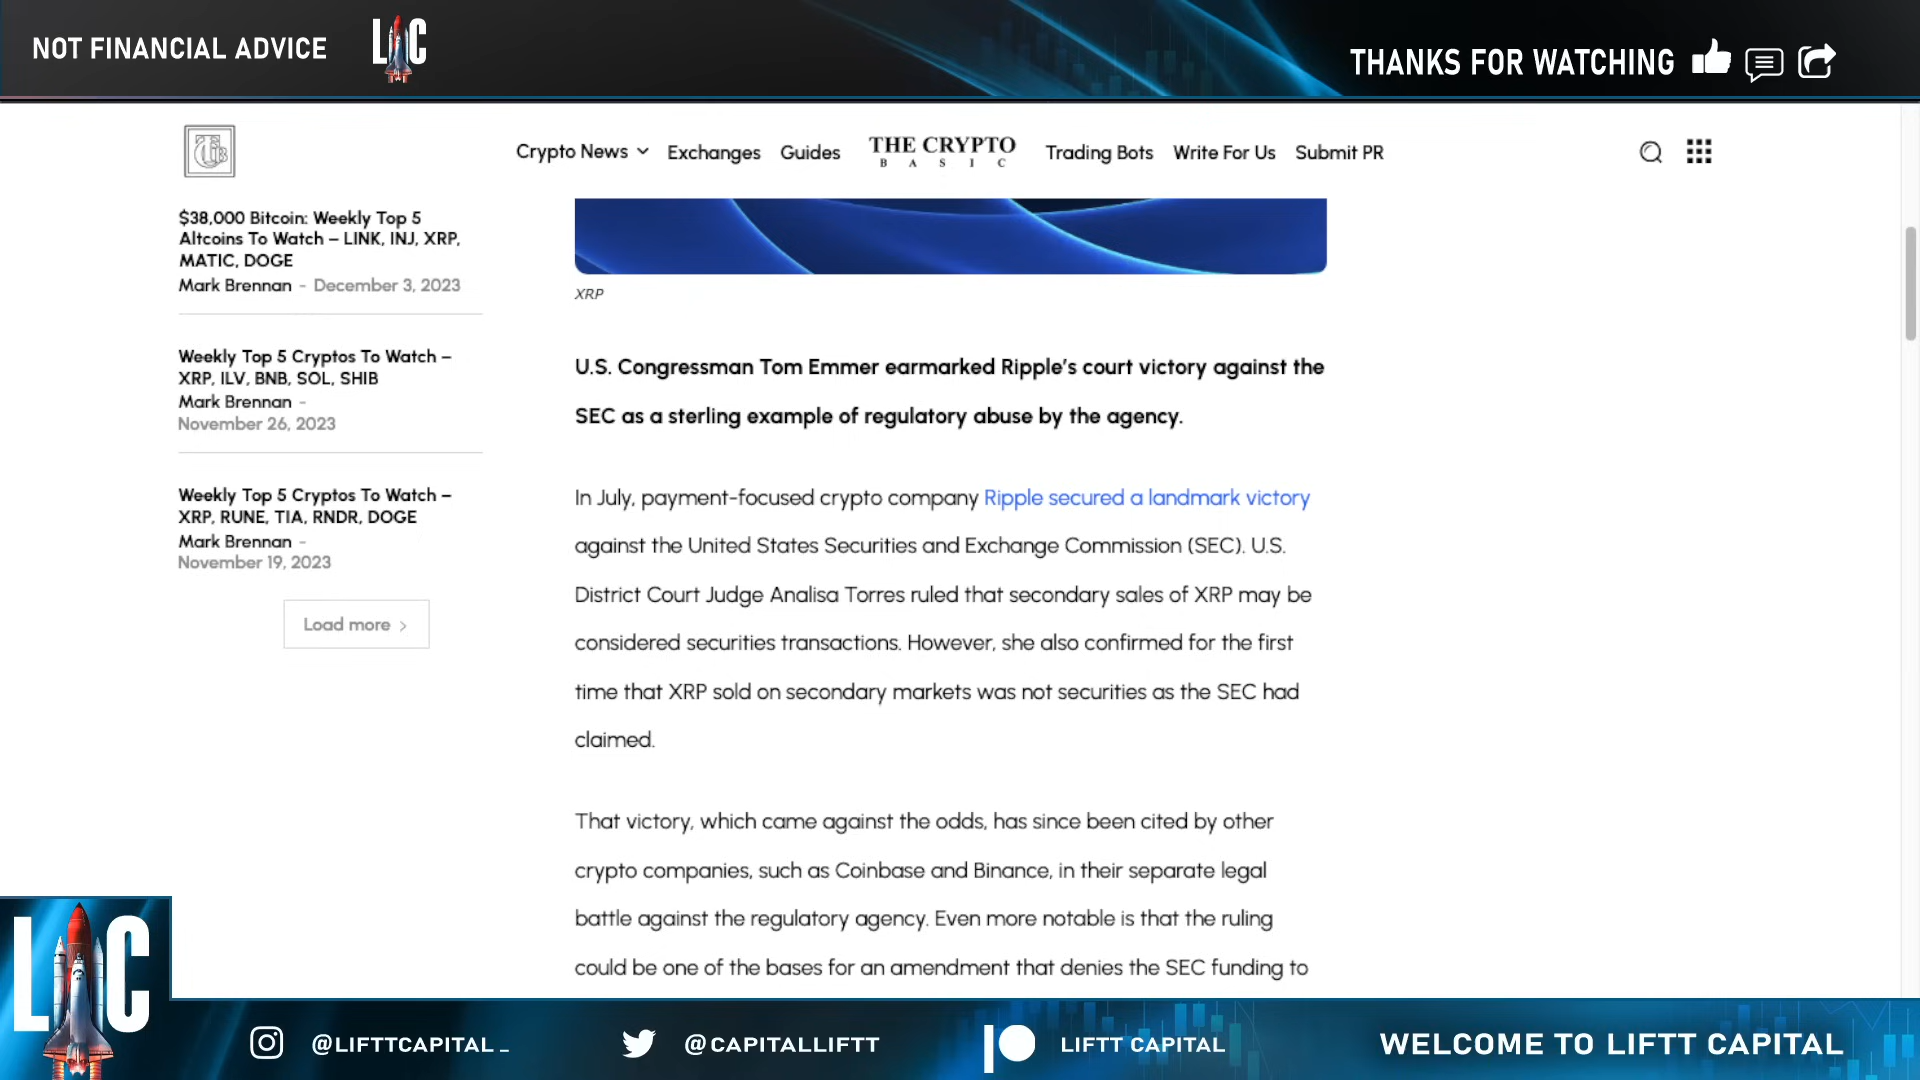 NOT FINANCIAL ADVICE
L C
THANKS FOR WATCHING
Crypto News
Exchanges
Guides
THE CRYPTO
BASIC
Trading Bots
Write For Us
Submit PR
$38,000 Bitcoin: Weekly Top 5
Altcoins To Watch – LINK, INJ, XRP,
MATIC, DOGE
Mark Brennan - December 3, 2023
Weekly Top 5 Cryptos To Watch –
XRP, ILV, BNB, SOL, SHIB
Mark Brennan -
November 26, 2023
Weekly Top 5 Cryptos To Watch –
XRP, RUNE, TIA, RNDR, DOGE
Mark Brennan -
November 19, 2023
Load more
XRP
U.S. Congressman Tom Emmer earmarked Ripple’s court victory against the
SEC as a sterling example of regulatory abuse by the agency.
In July, payment-focused crypto company Ripple secured a landmark victory
against the United States Securities and Exchange Commission (SEC). U.S.
District Court Judge Analisa Torres ruled that secondary sales of XRP may be
considered securities transactions. However, she also confirmed for the first
time that XRP sold on secondary markets was not securities as the SEC had
claimed.
That victory, which came against the odds, has since been cited by other
crypto companies, such as Coinbase and Binance, in their separate legal
battle against the regulatory agency. Even more notable is that the ruling
could be one of the bases for an amendment that denies the SEC funding to
L C
@LIFTTCAPITAL_
@CAPITALLIFTT
LIFTT CAPITAL
WELCOME TO LIFTT CAPITAL